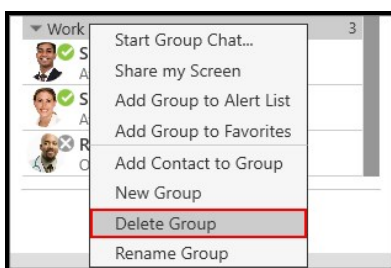 Work 3
Start Group Chat...
S
A
Share my Screen
S
Add Group to Alert List
A
Add Group to Favorites
R
O
Add Contact to Group
New Group
Delete Group
Rename Group